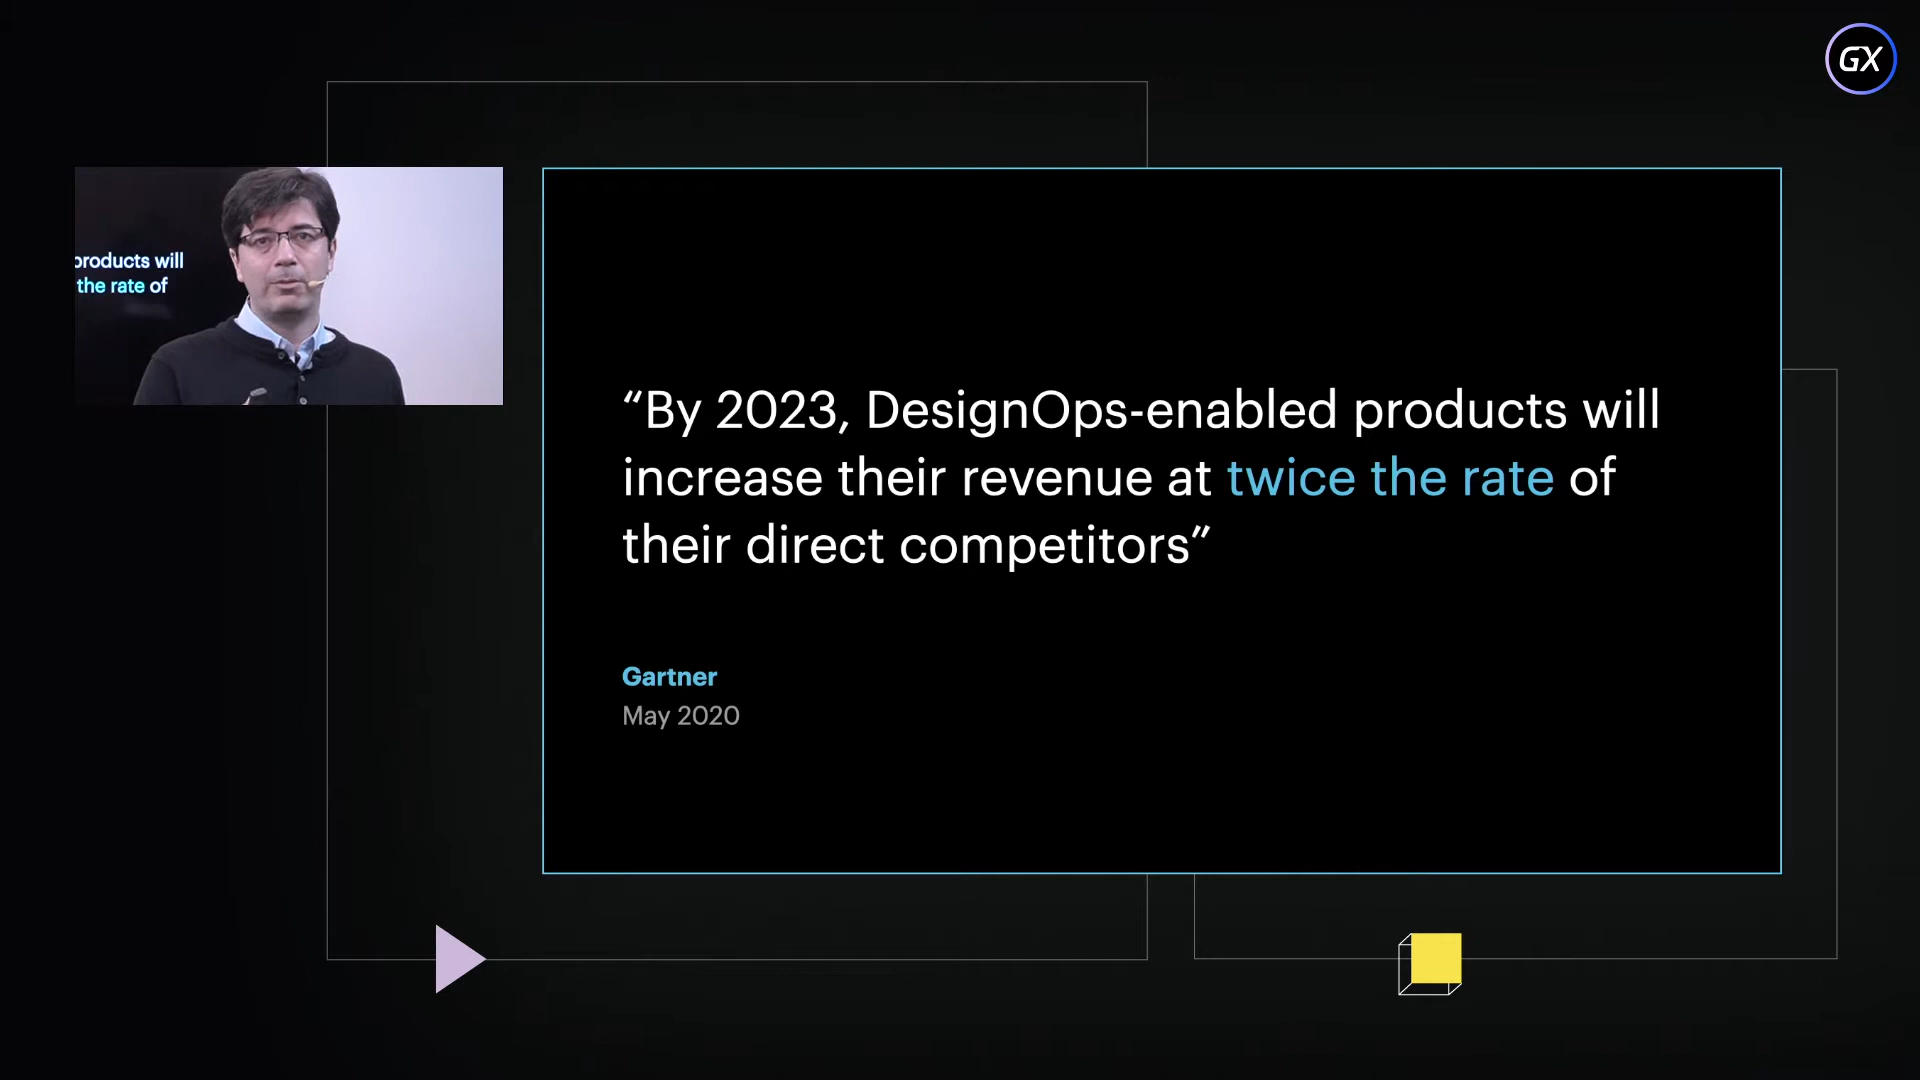 GX
products will
the rate of
“By 2023, DesignOps-enabled products will
increase their revenue at twice the rate of
their direct competitors”
Gartner
May 2020